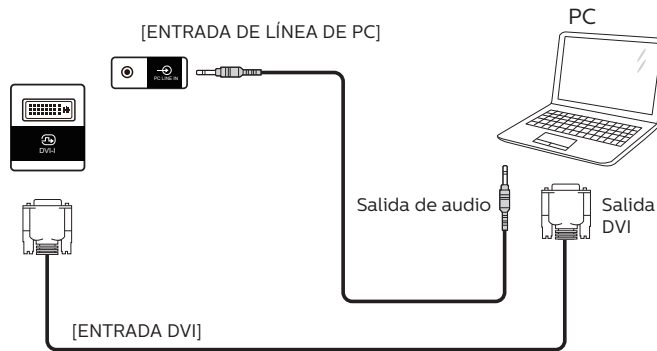 [ENTRADA DE LÍNEA DE PC]
PC
PC LINE IN
DVI-I
Salida de audio
Salida
DVI
[ENTRADA DVI]